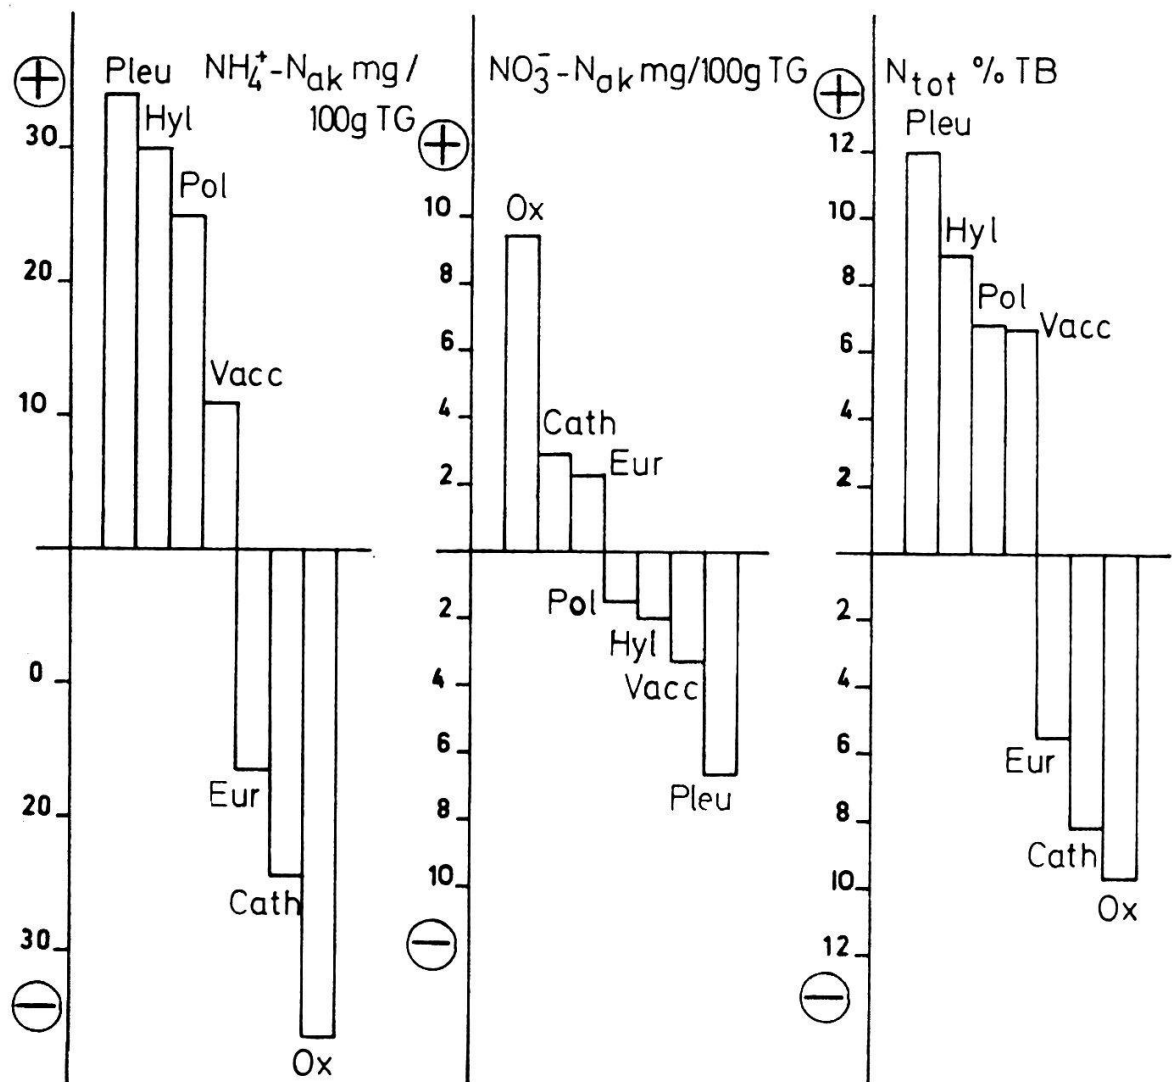 ⊕
NH₄⁺-Nak mg/
100g TG
Pleu
Hyl
Pol
Vacc
30
20
10
0
20
30
Eur
Cath
Ox
⊖
NO₃⁻-Nak mg/100g TG
⊕
10
8
6
4
2
2
4
6
8
10
Ox
Cath
Eur
Pol
Hyl
Vacc
Pleu
⊖
⊕
Ntot % TB
Pleu
Hyl
Pol
Vacc
12
10
8
6
4
2
2
4
6
8
10
12
Eur
Cath
Ox
⊖